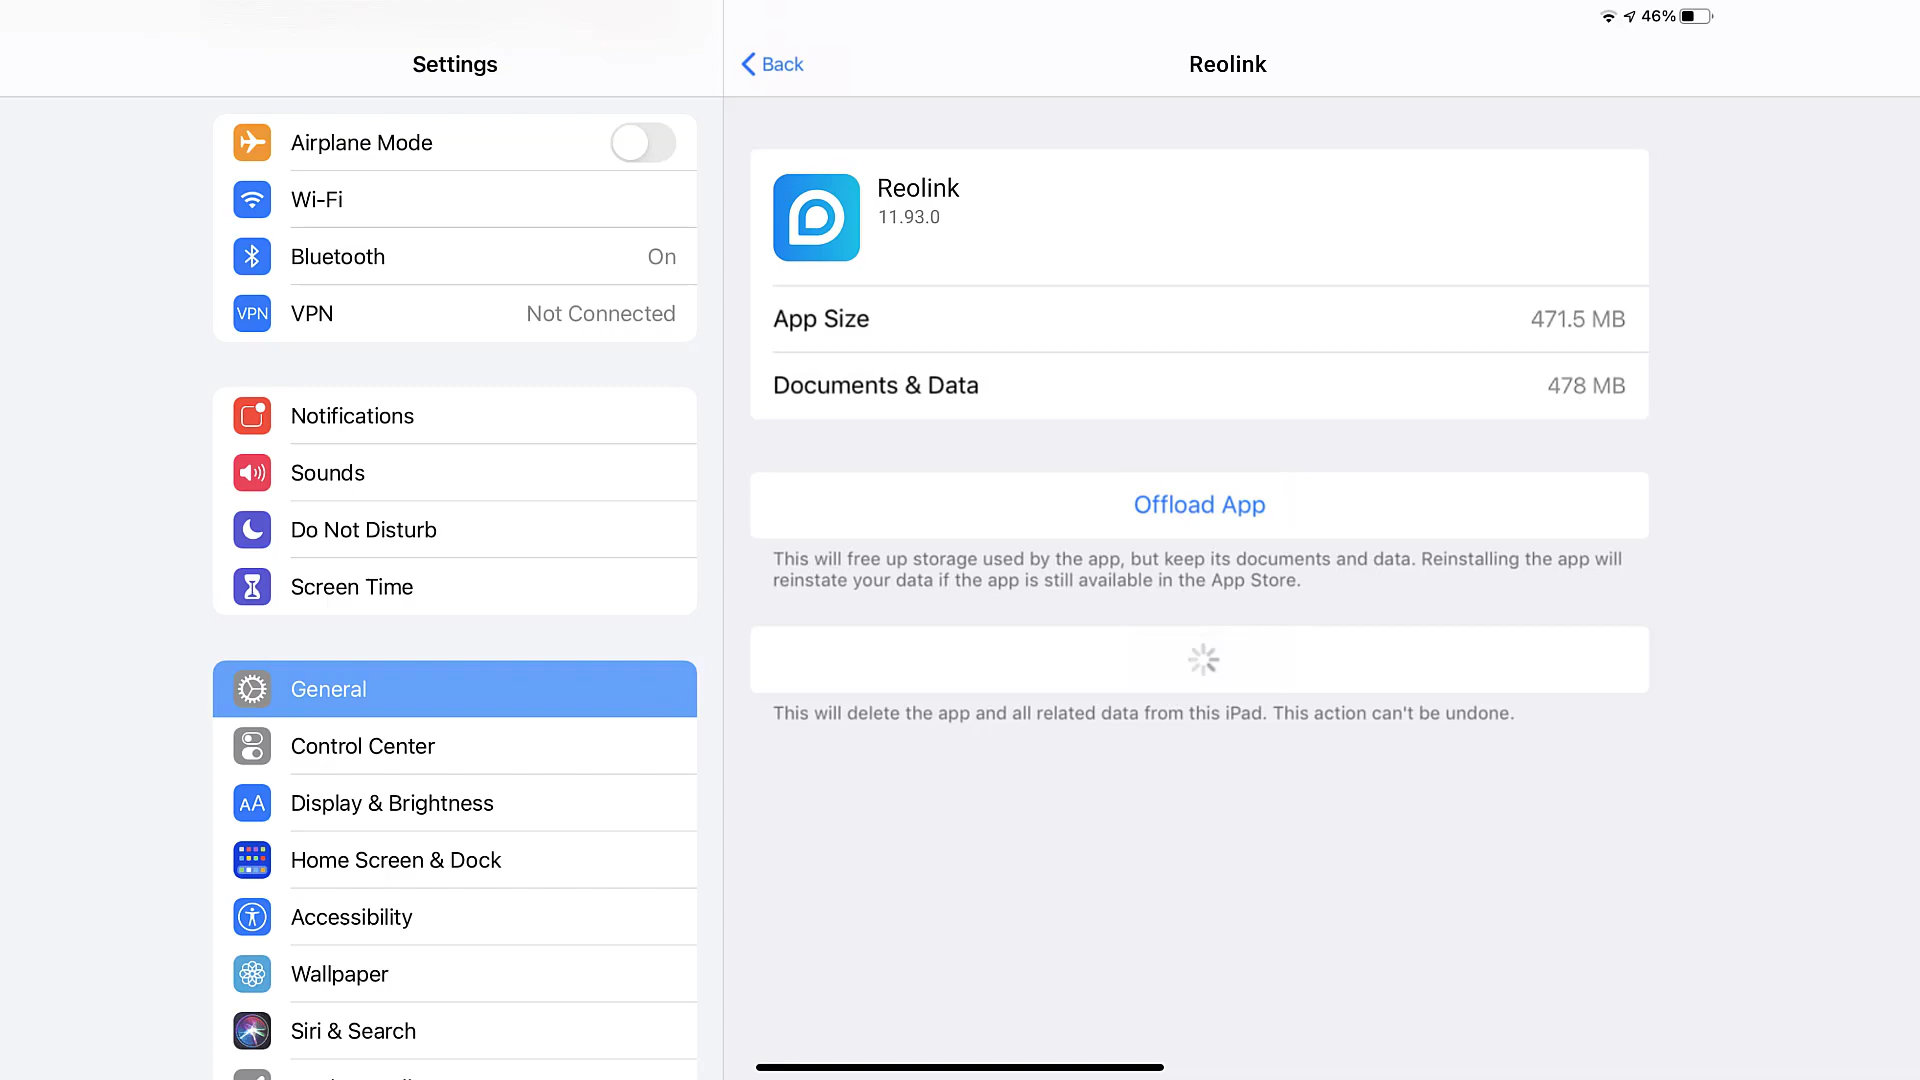 46%
Settings
Back
Reolink
Airplane Mode
Wi-Fi
Bluetooth On
VPN VPN Not Connected
Notifications
Sounds
Do Not Disturb
Screen Time
General
Control Center
AA Display & Brightness
Home Screen & Dock
Accessibility
Wallpaper
Siri & Search
Reolink
11.93.0
App Size 471.5 MB
Documents & Data 478 MB
Offload App
This will free up storage used by the app, but keep its documents and data. Reinstalling the app will
reinstate your data if the app is still available in the App Store.
This will delete the app and all related data from this iPad. This action can't be undone.